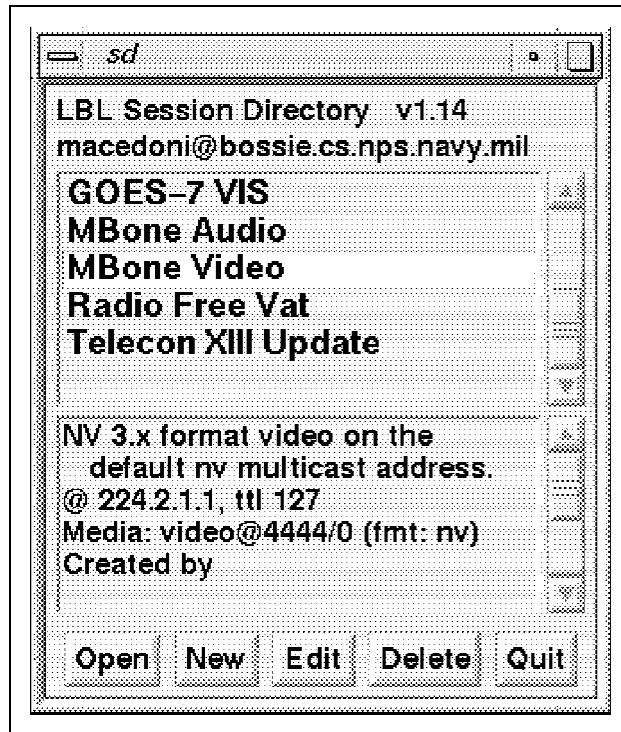 sd
LBL Session Directory v1.14
macedoni@bossie.cs.nps.navy.mil
GOES–7 VIS
MBone Audio
MBone Video
Radio Free Vat
Telecon XIII Update
NV 3.x format video on the
default nv multicast address.
@ 224.2.1.1, ttl 127
Media: video@4444/0 (fmt: nv)
Created by
Open New Edit Delete Quit